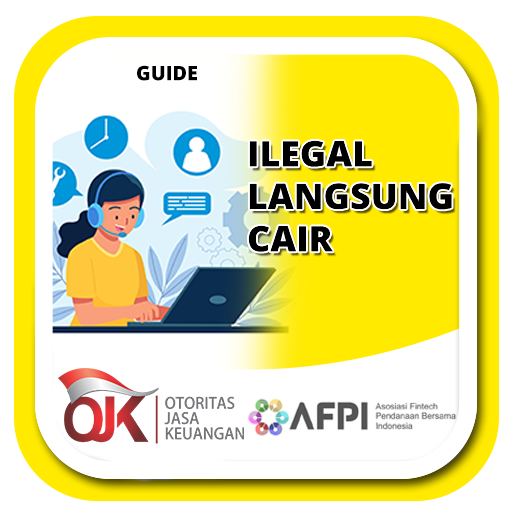 GUIDE
ILEGAL
LANGSUNG
CAIR
OJK
OTORITAS
JASA
KEUANGAN
AFPI
Asosiasi Fintech
Pendanaan Bersama
Indonesia